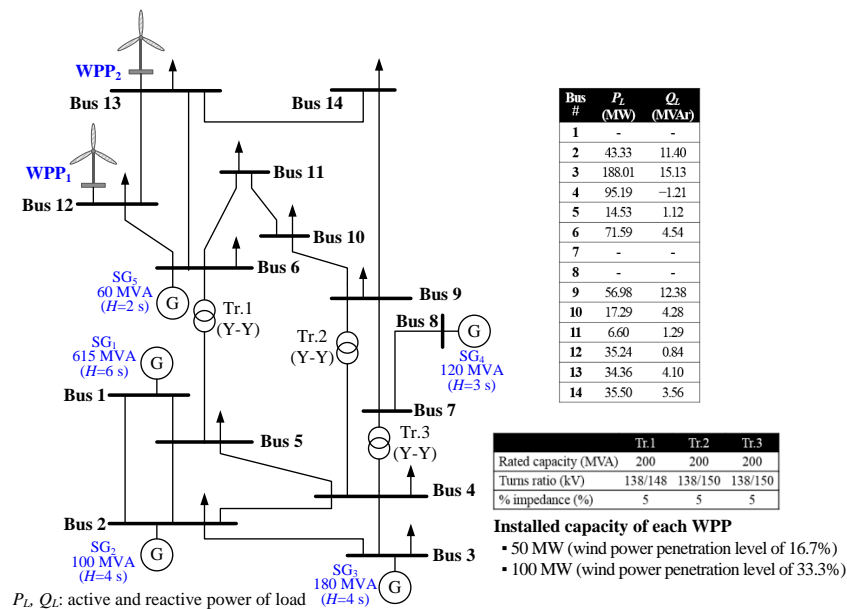 WPP2
Bus 13
Bus 14
WPP1
Bus 12
Bus 11
Bus 10
Bus 6
SG5
60 MVA
(H=2 s)
G
Tr.1
(Y-Y)
Bus 9
Tr.2
(Y-Y)
Bus 8
G
SG4
120 MVA
(H=3 s)
SG1
615 MVA
(H=6 s)
G
Bus 1
Bus 7
Tr.3
(Y-Y)
Bus 5
Bus 4
Bus 2
SG2
100 MVA
(H=4 s)
G
Bus 3
SG3
180 MVA
(H=4 s)
G
PL, QL: active and reactive power of load
Bus # PL (MW) QL (MVAr)
1 - -
2 43.33 11.40
3 188.01 15.13
4 95.19 −1.21
5 14.53 1.12
6 71.59 4.54
7 - -
8 - -
9 56.98 12.38
10 17.29 4.28
11 6.60 1.29
12 35.24 0.84
13 34.36 4.10
14 35.50 3.56
Tr.1 Tr.2 Tr.3
Rated capacity (MVA) 200 200 200
Turns ratio (kV) 138/148 138/150 138/150
% impedance (%) 5 5 5
Installed capacity of each WPP
▪ 50 MW (wind power penetration level of 16.7%)
▪ 100 MW (wind power penetration level of 33.3%)